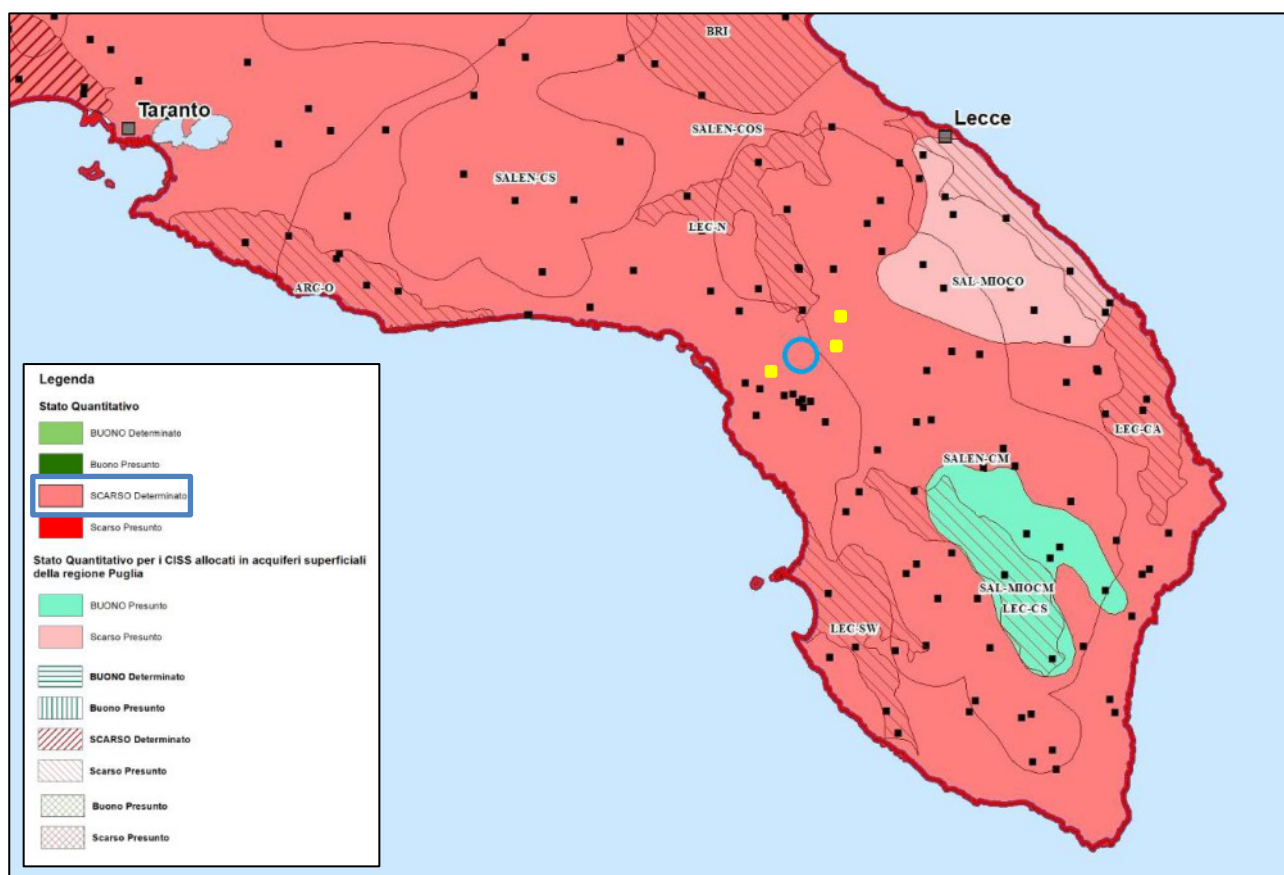 BRI
Taranto
Lecce
SALEN-COS
SALEN-CS
LEC-N
SAL-MIOCO
ARC-O
LEC-CA
SALEN-CM
SAL-MIOCM
LEC-CS
LEC-SW
Legenda
Stato Quantitativo
BUONO Determinato
Buono Presunto
SCARSO Determinato
Scarso Presunto
Stato Quantitativo per i CISS allocati in acquiferi superficiali
della regione Puglia
BUONO Presunto
Scarso Presunto
BUONO Determinato
Buono Presunto
SCARSO Determinato
Scarso Presunto
Buono Presunto
Scarso Presunto